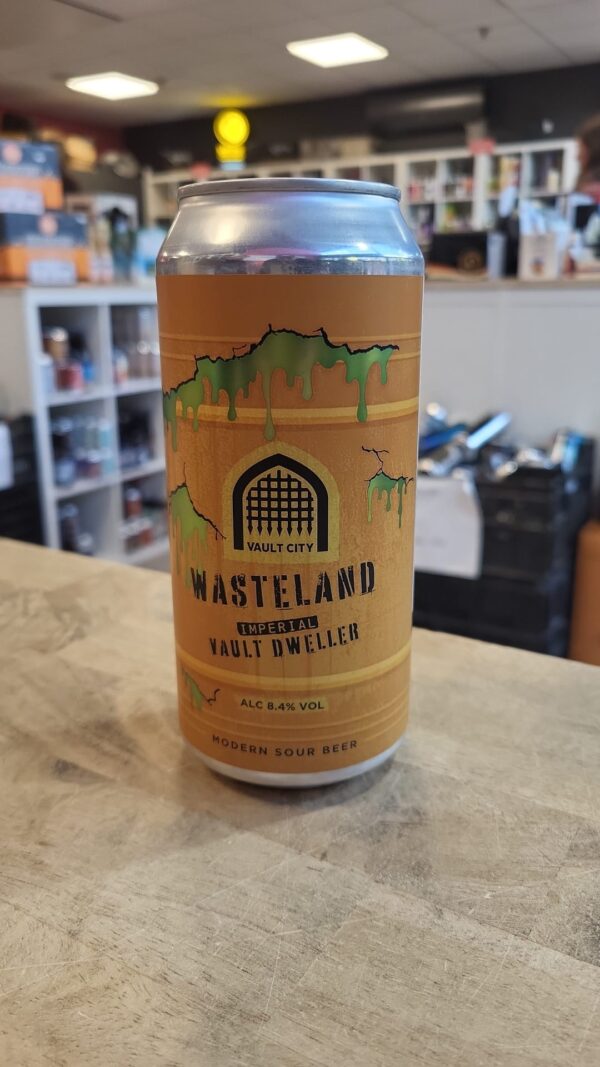 VAULT CITY
WASTELAND
IMPERIAL
VAULT DWELLER
ALC 8.4% VOL
MODERN SOUR BEER